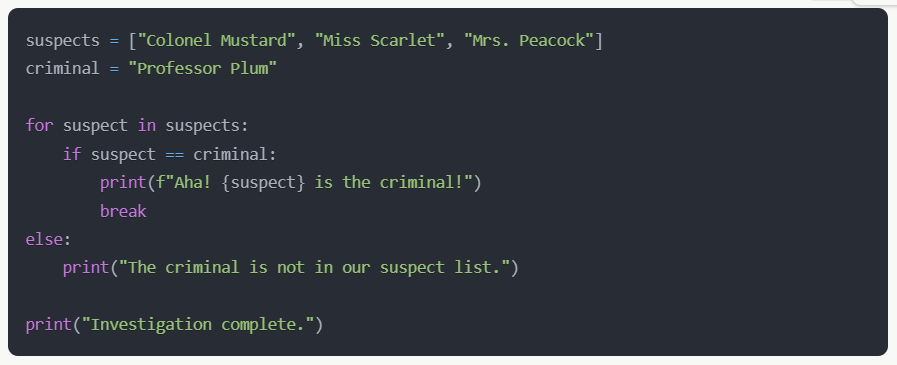 suspects = ["Colonel Mustard", "Miss Scarlet", "Mrs. Peacock"]
criminal = "Professor Plum"

for suspect in suspects:
    if suspect == criminal:
        print(f"Aha! {suspect} is the criminal!")
        break
else:
    print("The criminal is not in our suspect list.")

print("Investigation complete.")